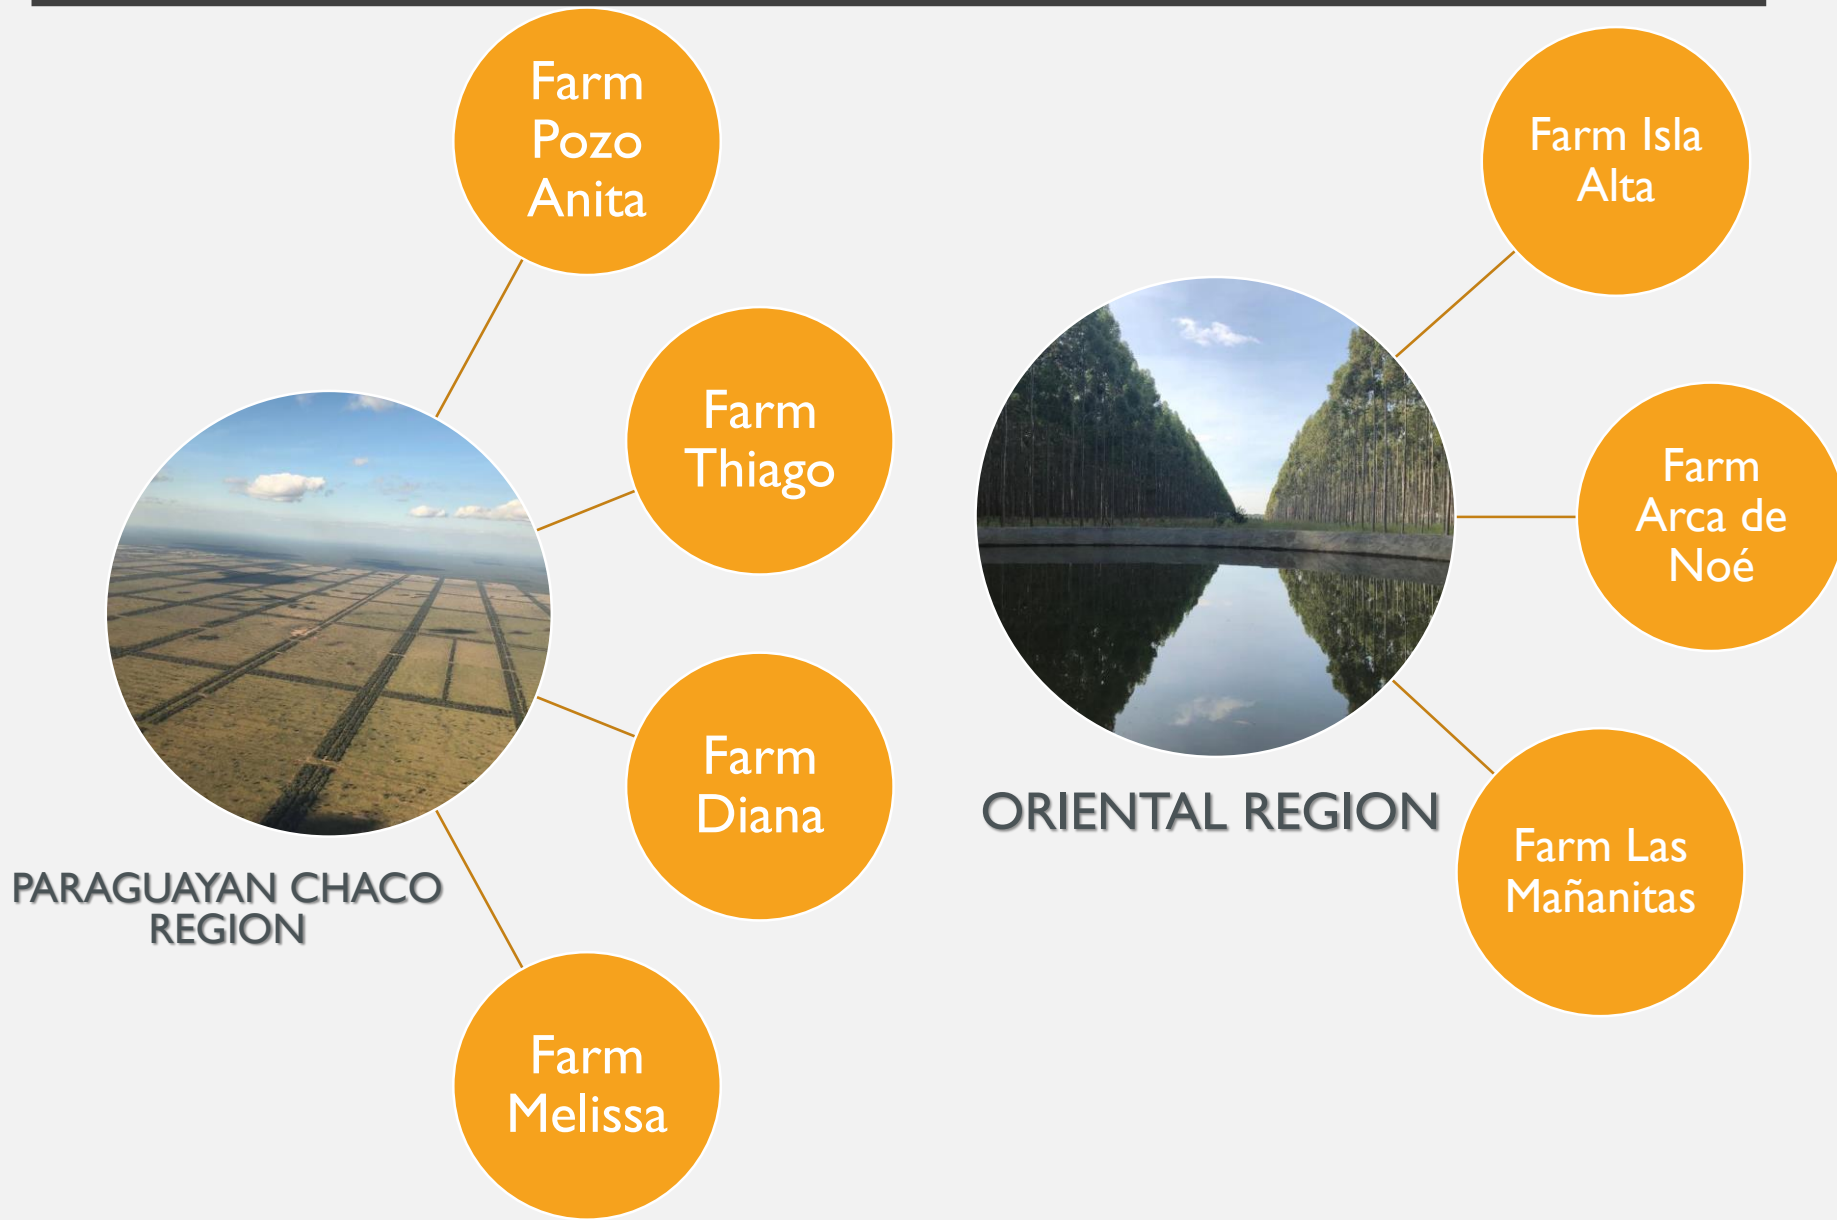 Farm
Pozo
Anita
Farm
Thiago
Farm
Diana
Farm
Melissa
PARAGUAYAN CHACO
REGION
Farm Isla
Alta
Farm
Arca de
Noé
Farm Las
Mañanitas
ORIENTAL REGION